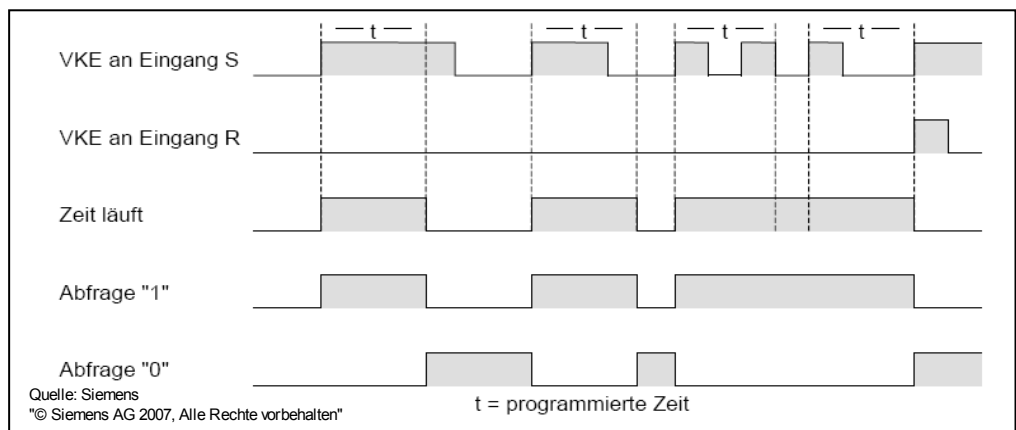 t t t t
VKE an Eingang S
VKE an Eingang R
Zeit läuft
Abfrage "1"
Abfrage "0"
Quelle: Siemens
"© Siemens AG 2007, Alle Rechte vorbehalten"
t = programmierte Zeit